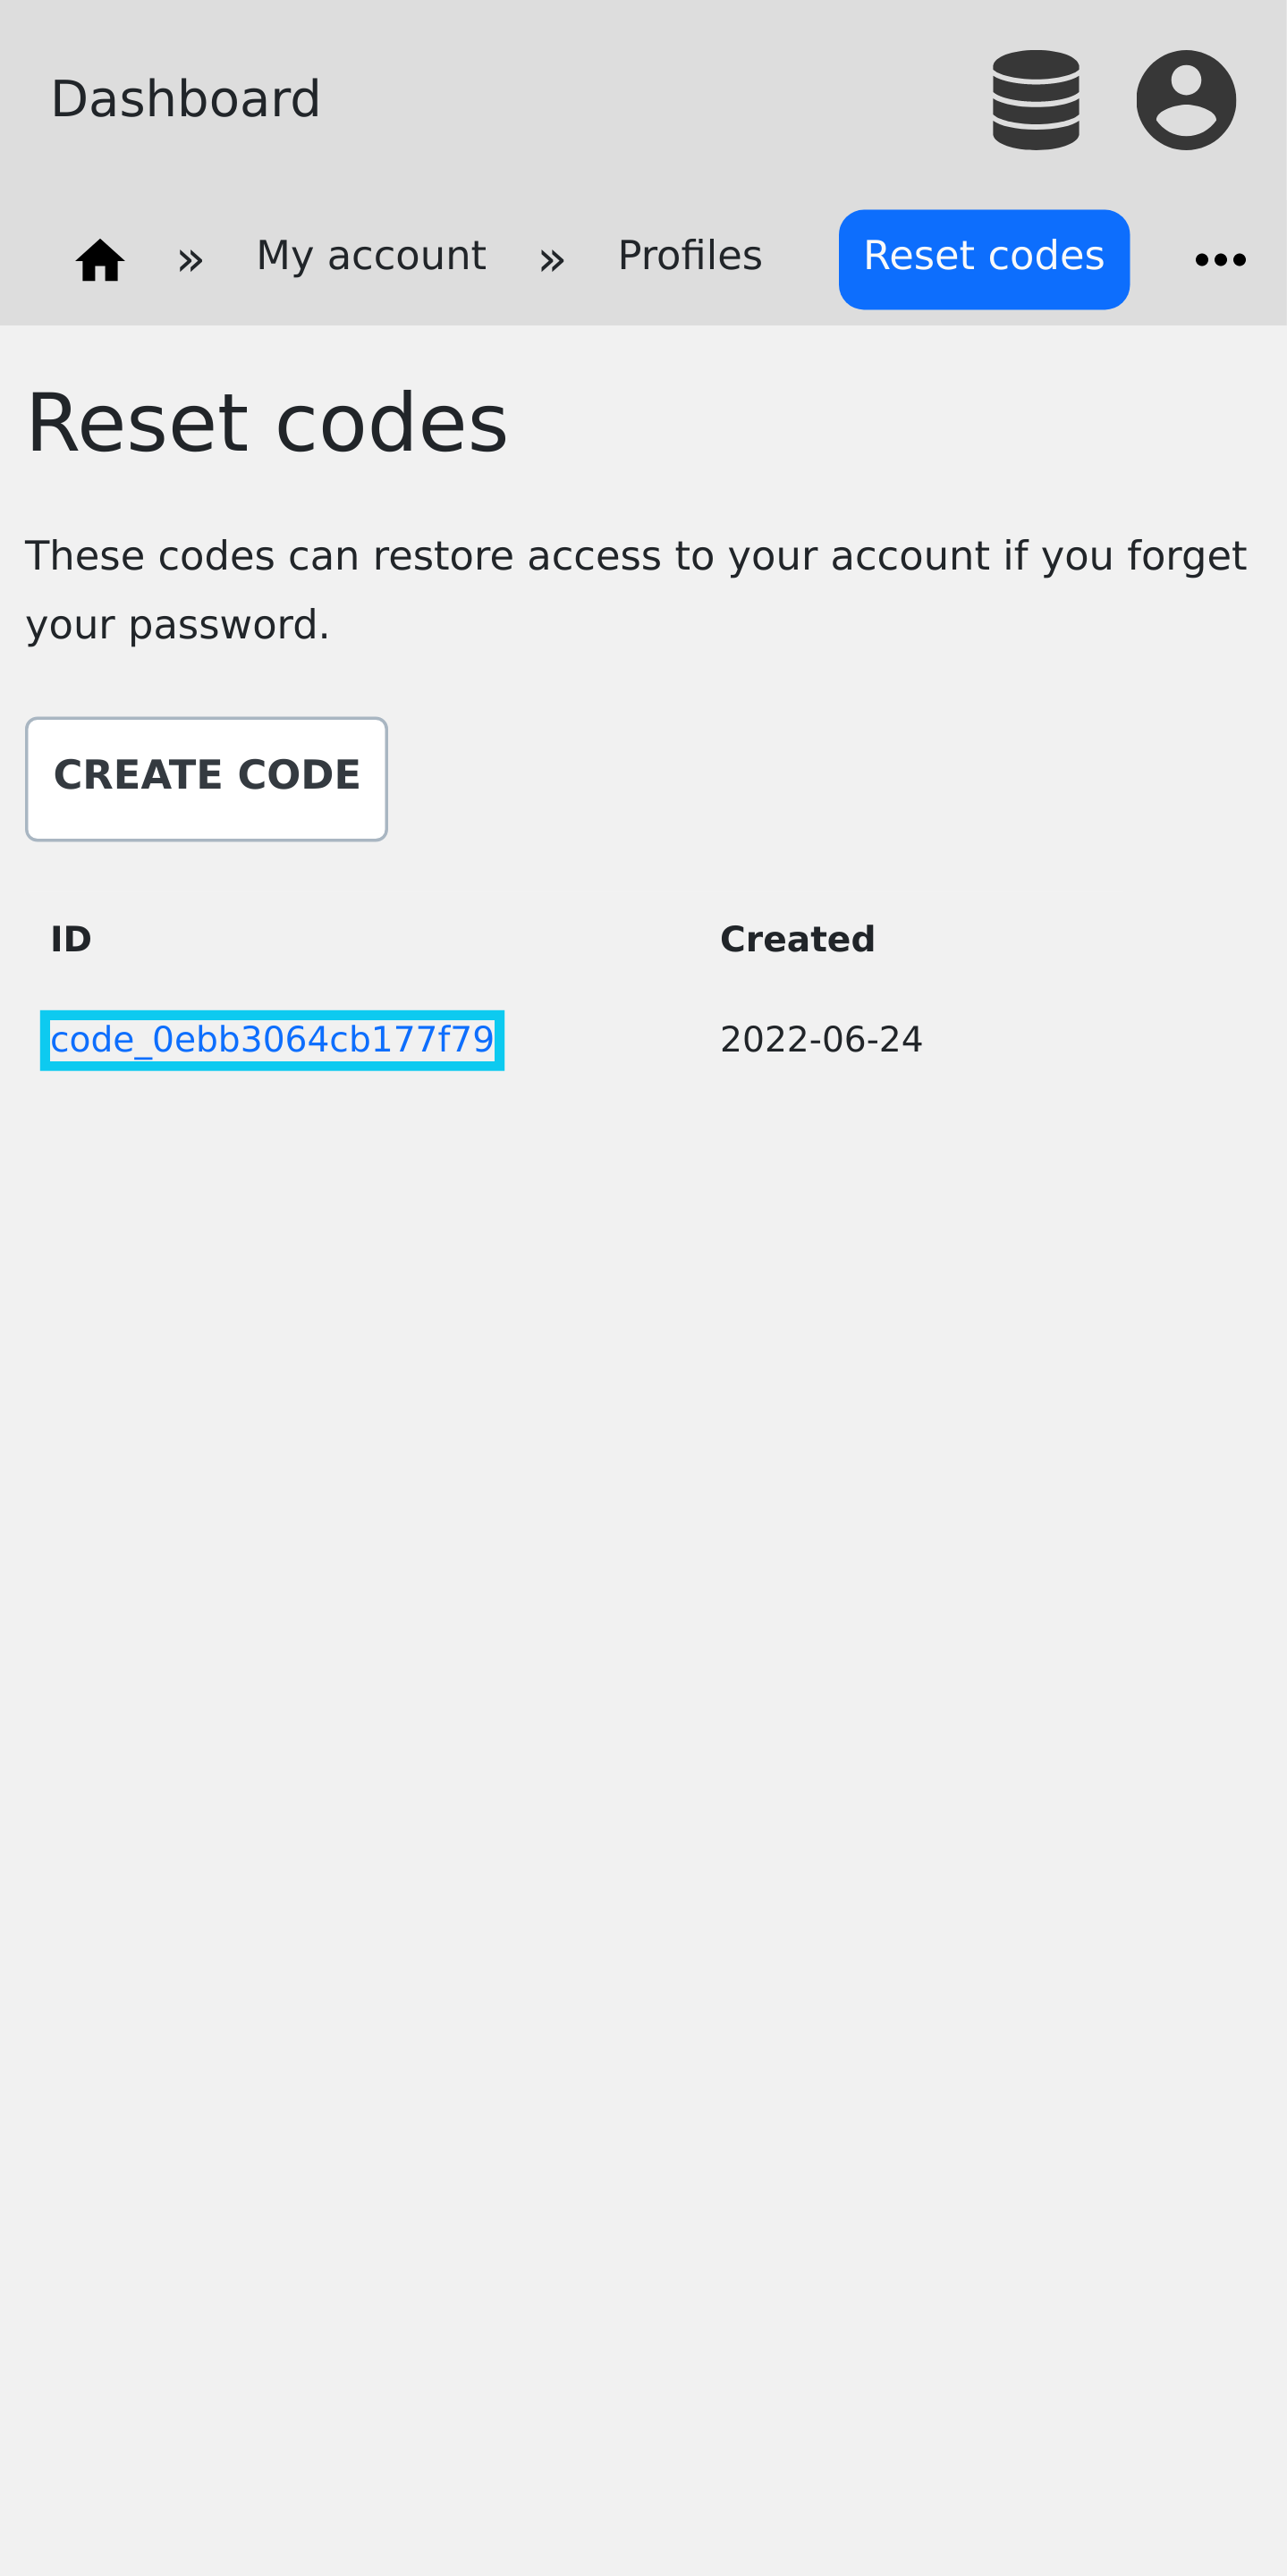 Dashboard
» My account » Profiles Reset codes •••
Reset codes
These codes can restore access to your account if you forget
your password.
CREATE CODE
ID Created
code_0ebb3064cb177f79 2022-06-24